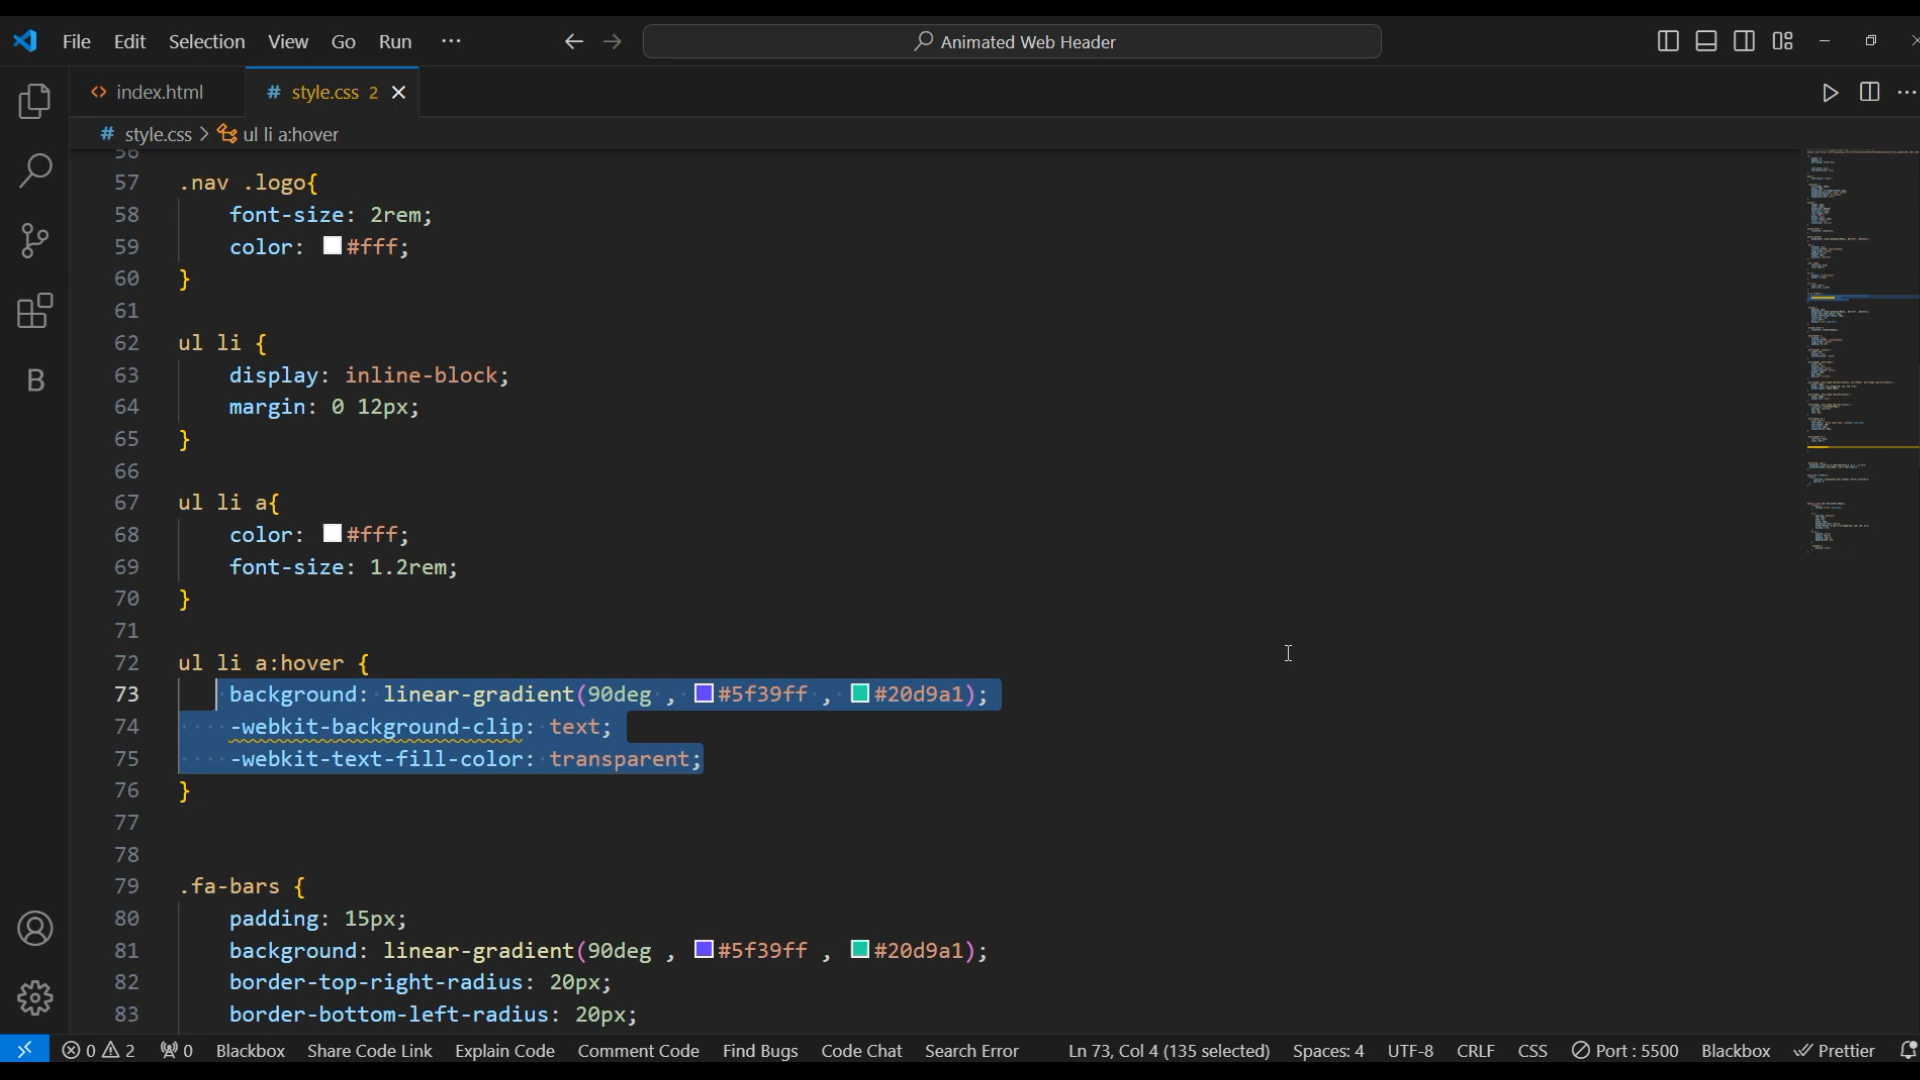 File Edit Selection View Go Run ··· Animated Web Header
index.html style.css 2
style.css > ul li a:hover
56
57 .nav .logo{
58 font-size: 2rem;
59 color: #fff;
60 }
61
62 ul li {
63 display: inline-block;
64 margin: 0 12px;
65 }
66
67 ul li a{
68 color: #fff;
69 font-size: 1.2rem;
70 }
71
72 ul li a:hover {
73 background: linear-gradient(90deg , #5f39ff , #20d9a1);
74 -webkit-background-clip: text;
75 -webkit-text-fill-color: transparent;
76 }
77
78
79 .fa-bars {
80 padding: 15px;
81 background: linear-gradient(90deg , #5f39ff , #20d9a1);
82 border-top-right-radius: 20px;
83 border-bottom-left-radius: 20px;
0 2 0 Blackbox Share Code Link Explain Code Comment Code Find Bugs Code Chat Search Error Ln 73, Col 4 (135 selected) Spaces: 4 UTF-8 CRLF CSS Port : 5500 Blackbox Prettier